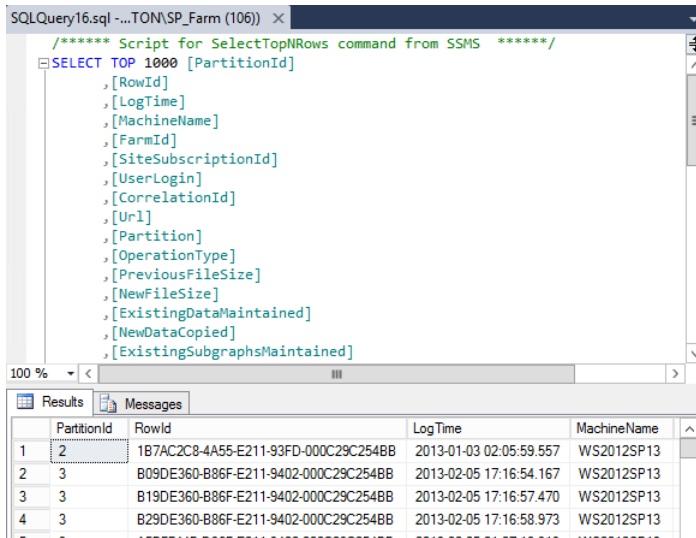 SQLQuery16.sql -...TON\SP_Farm (106))
/****** Script for SelectTopNRows command from SSMS ******/
SELECT TOP 1000 [PartitionId]
,[RowId]
,[LogTime]
,[MachineName]
,[FarmId]
,[SiteSubscriptionId]
,[UserLogin]
,[CorrelationId]
,[Url]
,[Partition]
,[OperationType]
,[PreviousFileSize]
,[NewFileSize]
,[ExistingDataMaintained]
,[NewDataCopied]
,[ExistingSubgraphsMaintained]
100 %
Results Messages
PartitionId RowId LogTime MachineName
1 2 1B7AC2C8-4A55-E211-93FD-000C29C254BB 2013-01-03 02:05:59.557 WS2012SP13
2 3 B09DE360-B86F-E211-9402-000C29C254BB 2013-02-05 17:16:54.167 WS2012SP13
3 3 B19DE360-B86F-E211-9402-000C29C254BB 2013-02-05 17:16:57.470 WS2012SP13
4 3 B29DE360-B86F-E211-9402-000C29C254BB 2013-02-05 17:16:58.973 WS2012SP13